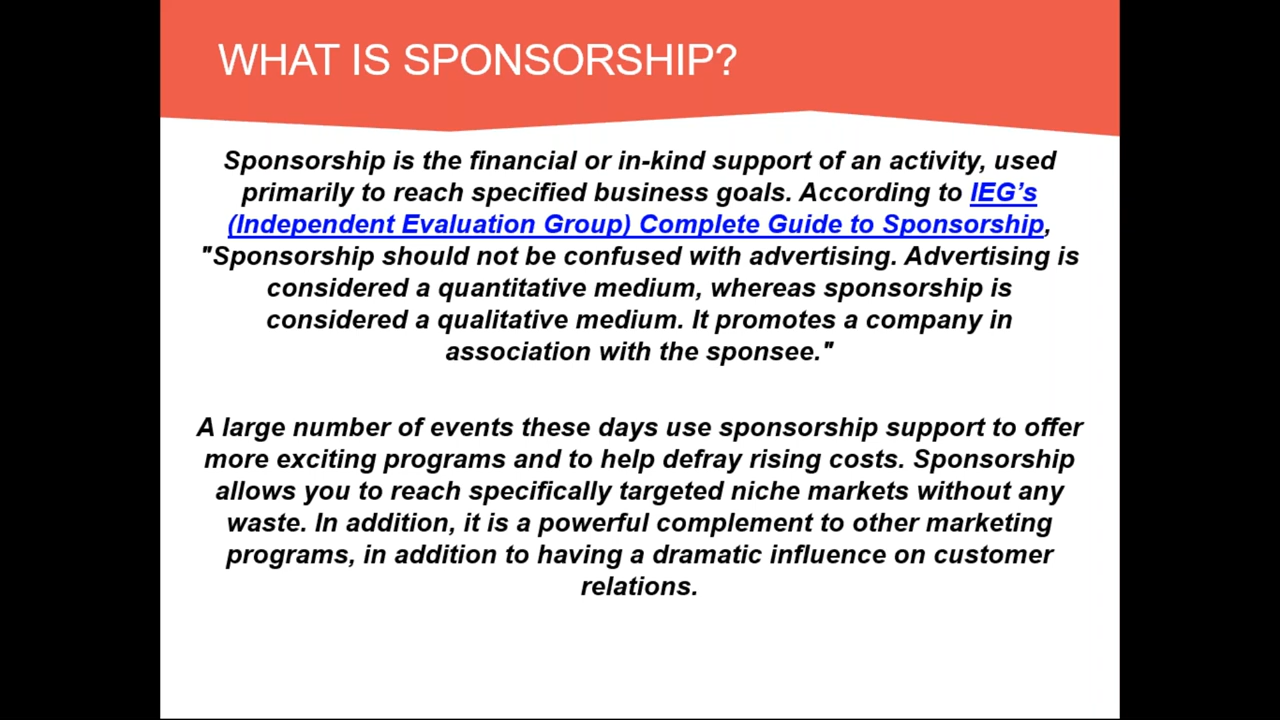 WHAT IS SPONSORSHIP?
Sponsorship is the financial or in-kind support of an activity, used
primarily to reach specified business goals. According to IEG’s
(Independent Evaluation Group) Complete Guide to Sponsorship,
"Sponsorship should not be confused with advertising. Advertising is
considered a quantitative medium, whereas sponsorship is
considered a qualitative medium. It promotes a company in
association with the sponsee."
A large number of events these days use sponsorship support to offer
more exciting programs and to help defray rising costs. Sponsorship
allows you to reach specifically targeted niche markets without any
waste. In addition, it is a powerful complement to other marketing
programs, in addition to having a dramatic influence on customer
relations.